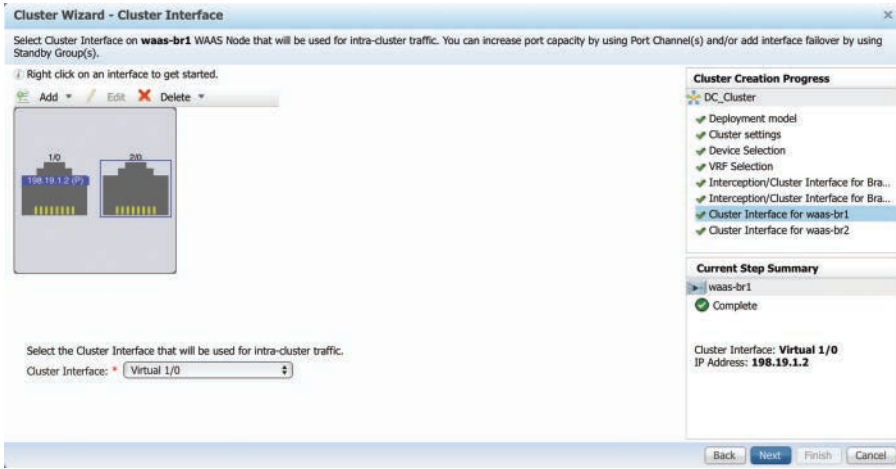 Cluster Wizard - Cluster Interface
Select Cluster Interface on waas-br1 WAAS Node that will be used for intra-cluster traffic. You can increase port capacity by using Port Channel(s) and/or add interface failover by using
Standby Group(s).
Right click on an interface to get started.
Add Edit Delete
1/0 2/0
198.19.1.2 (P)
Select the Cluster Interface that will be used for intra-cluster traffic.
Cluster Interface: * Virtual 1/0
Cluster Creation Progress
DC_Cluster
Deployment model
Cluster settings
Device Selection
VRF Selection
Interception/Cluster Interface for Bra...
Interception/Cluster Interface for Bra...
Cluster Interface for waas-br1
Cluster Interface for waas-br2
Current Step Summary
waas-br1
Complete
Cluster Interface: Virtual 1/0
IP Address: 198.19.1.2
Back Next Finish Cancel